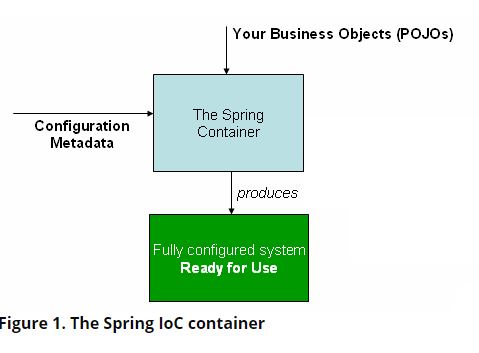 Your Business Objects (POJOs)
The Spring
Container
Configuration
Metadata
produces
Fully configured system
Ready for Use
Figure 1. The Spring IoC container